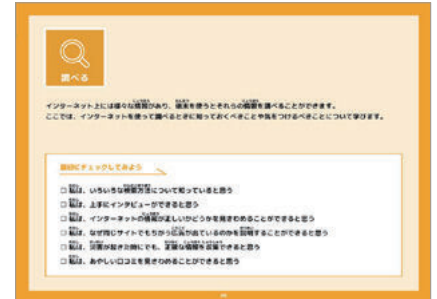 調べる
インターネット上には様々な情報があり、端末を使うとそれらの情報を調べることができます。
ここでは、インターネットを使って調べるときに知っておくべきことや気をつけるべきことについて学びます。
最初にチェックしてみよう
□ 私は、いろいろな検索方法について知っていると思う
□ 私は、上手にインタビューができると思う
□ 私は、インターネットの情報が正しいかどうかを見きわめることができると思う
□ 私は、なぜ同じサイトでもちがう広告が出ているのかを説明することができると思う
□ 私は、災害が起きた時にでも、正確な情報を収集できると思う
□ 私は、あやしい口コミを見きわめることができると思う